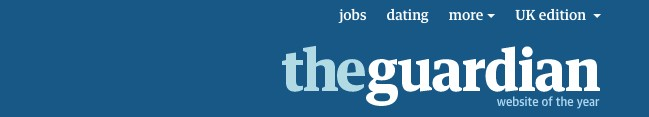 jobs dating more UK edition
theguardian
website of the year